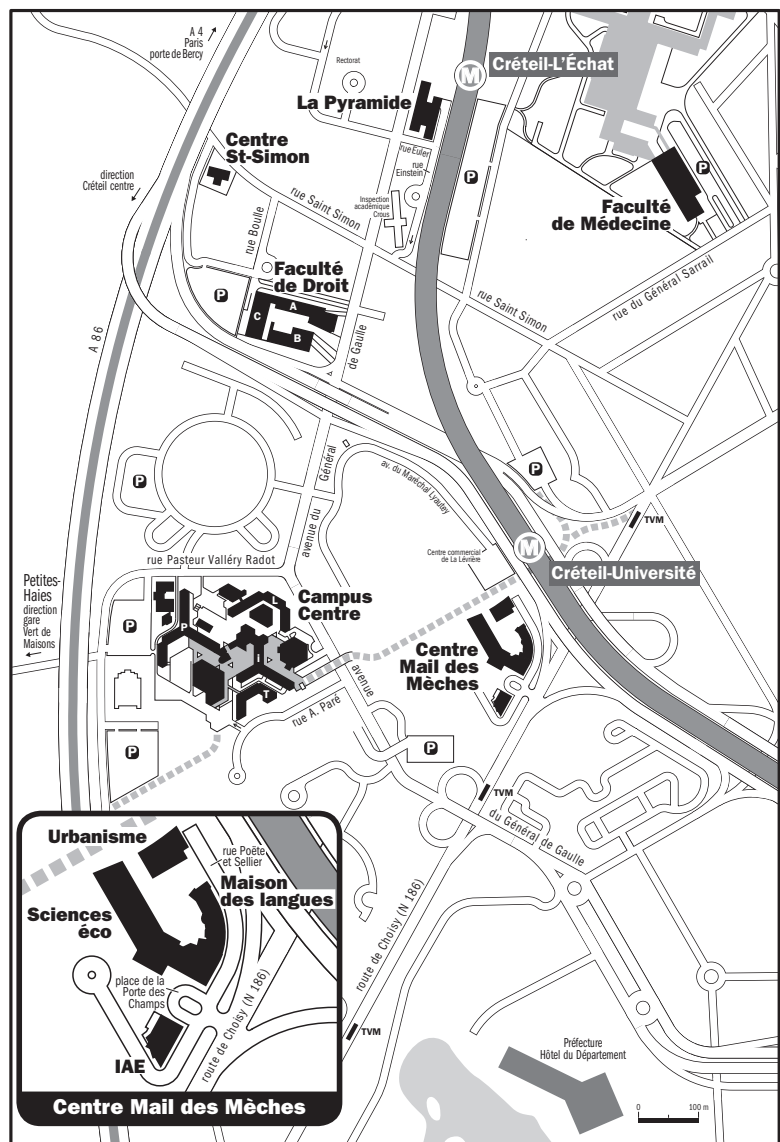 A 4
Paris
porte de Bercy
Rectorat
M
Créteil-L'Échat
La Pyramide
Centre
St-Simon
direction
Créteil centre
rue Euler
rue
Einstein
P
P
Inspection
académique
Crous
rue Saint Simon
rue Boulle
Faculté
de Médecine
Faculté
de Droit
P
A
C
B
rue Saint Simon
rue du Général Sarrail
de Gaulle
A 86
P
Général
av. du Maréchal Lyautey
P
TVM
avenue du
rue Pasteur Valléry Radot
Centre commercial
de La Lévrière
M
Créteil-Université
Petites-
Haies
direction
gare
Vert de
Maisons
P
Campus
Centre
L
P
i
T
Centre
Mail des
Mèches
avenue
rue A. Paré
P
P
TVM
du Général de Gaulle
route de Choisy (N 186)
TVM
Préfecture
Hôtel du Département
0 100 m
Urbanisme
rue Poëte
et Sellier
Maison
des langues
Sciences
éco
place de la
Porte des
Champs
IAE
route de Choisy (N 186)
Centre Mail des Mèches